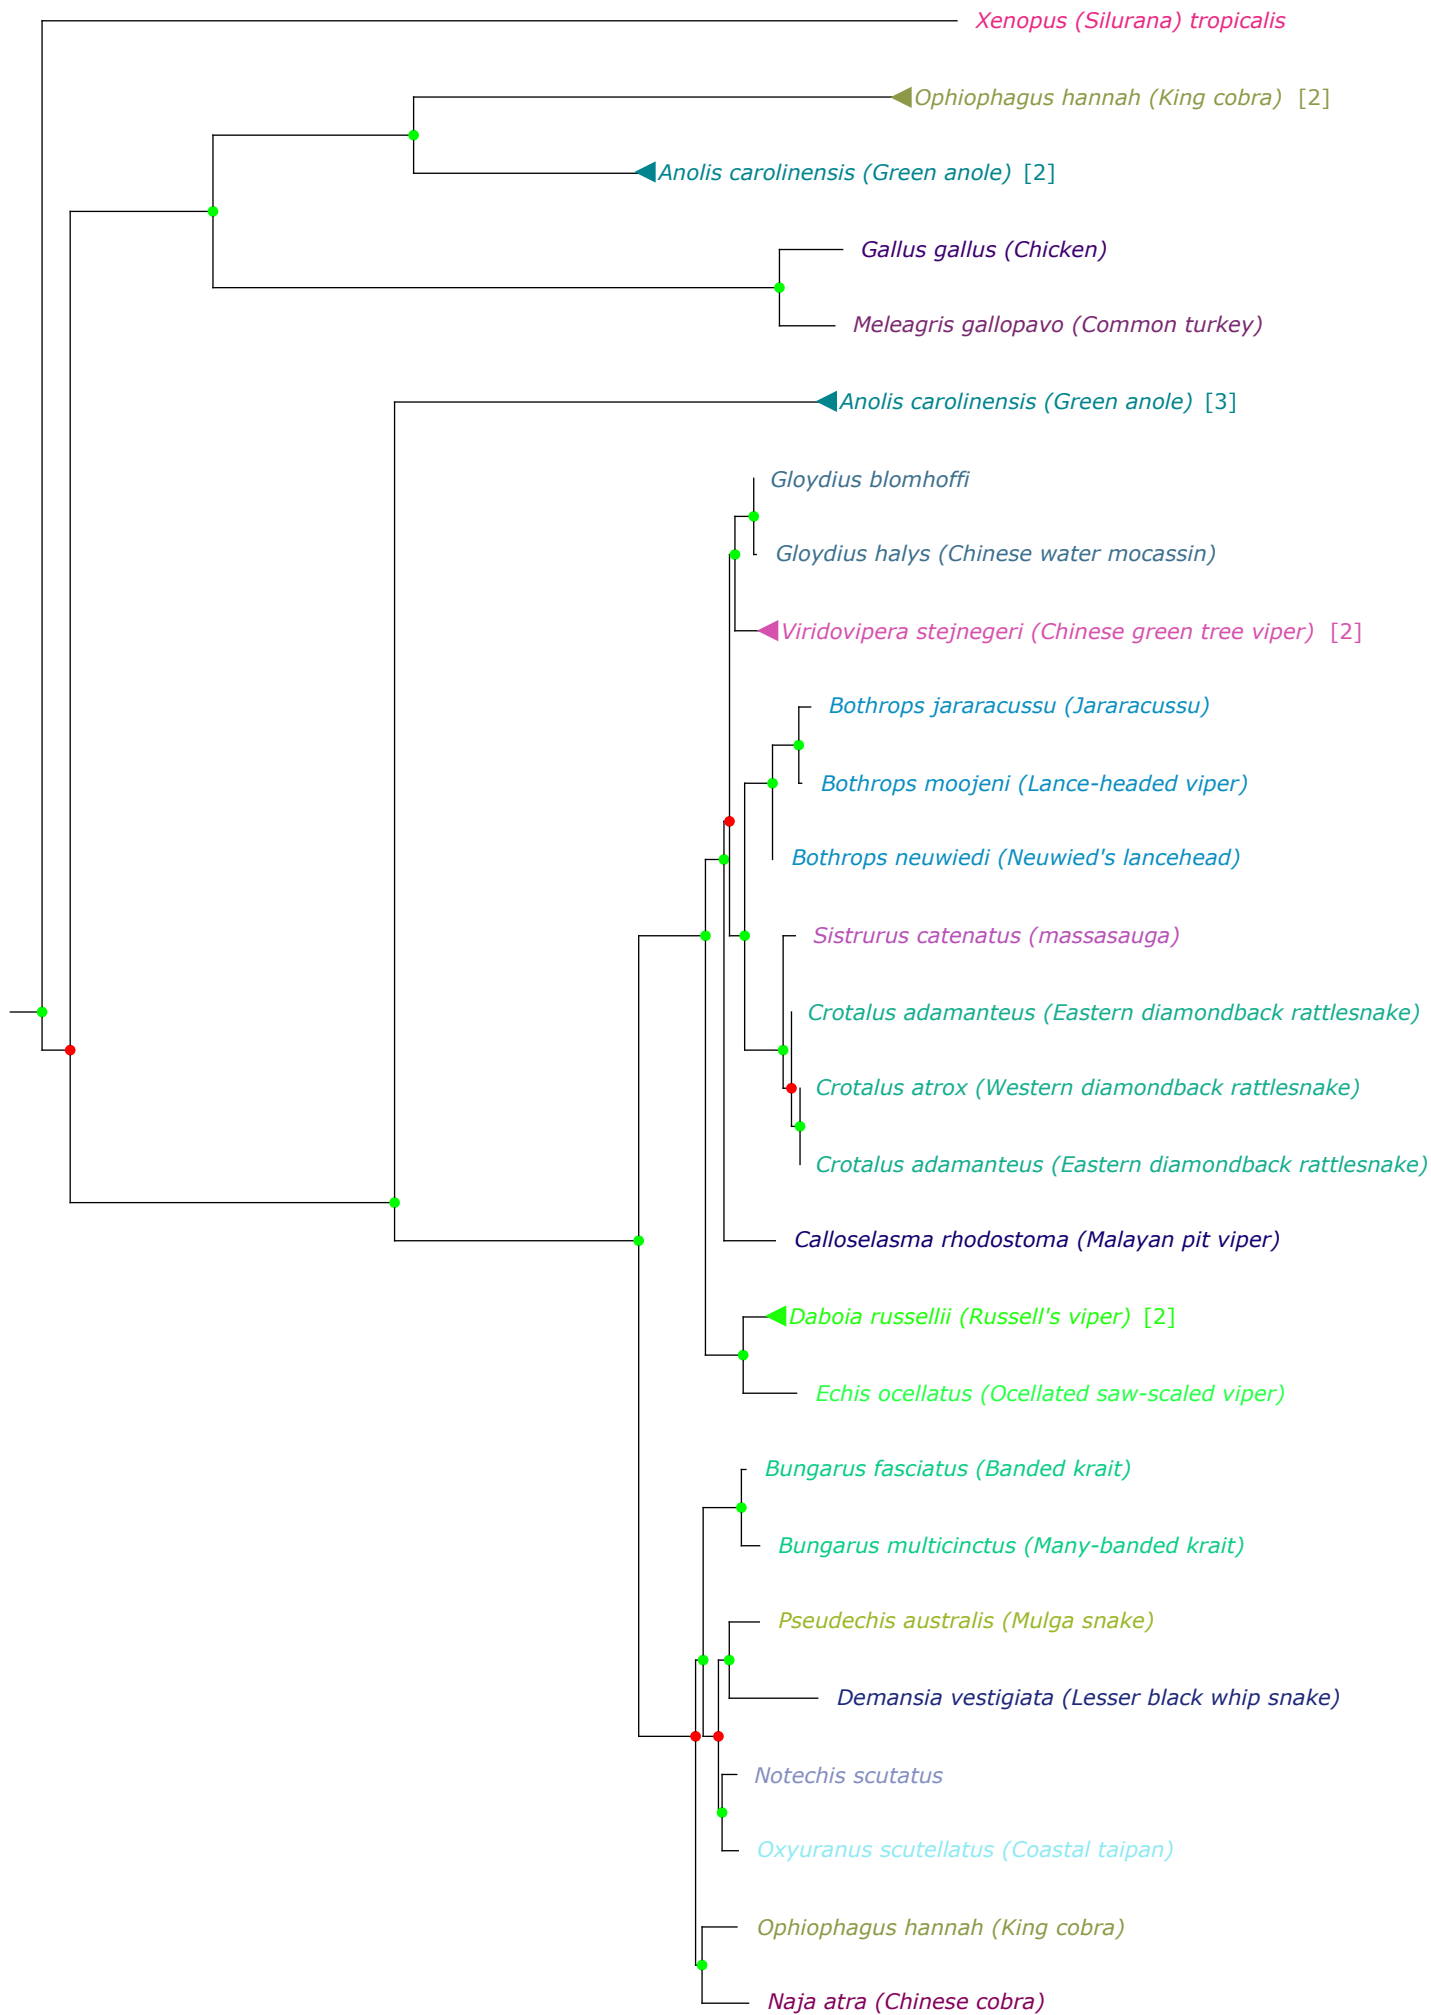 Xenopus (Silurana) tropicalis
Ophiophagus hannah (King cobra) [2]
Anolis carolinensis (Green anole) [2]
Gallus gallus (Chicken)
Meleagris gallopavo (Common turkey)
Anolis carolinensis (Green anole) [3]
Gloydius blomhoffi
Gloydius halys (Chinese water mocassin)
Viridovipera stejnegeri (Chinese green tree viper) [2]
Bothrops jararacussu (Jararacussu)
Bothrops moojeni (Lance-headed viper)
Bothrops neuwiedi (Neuwied's lancehead)
Sistrurus catenatus (massasauga)
Crotalus adamanteus (Eastern diamondback rattlesnake)
Crotalus atrox (Western diamondback rattlesnake)
Crotalus adamanteus (Eastern diamondback rattlesnake)
Calloselasma rhodostoma (Malayan pit viper)
Daboia russellii (Russell's viper) [2]
Echis ocellatus (Ocellated saw-scaled viper)
Bungarus fasciatus (Banded krait)
Bungarus multicinctus (Many-banded krait)
Pseudechis australis (Mulga snake)
Demansia vestigiata (Lesser black whip snake)
Notechis scutatus
Oxyuranus scutellatus (Coastal taipan)
Ophiophagus hannah (King cobra)
Naja atra (Chinese cobra)